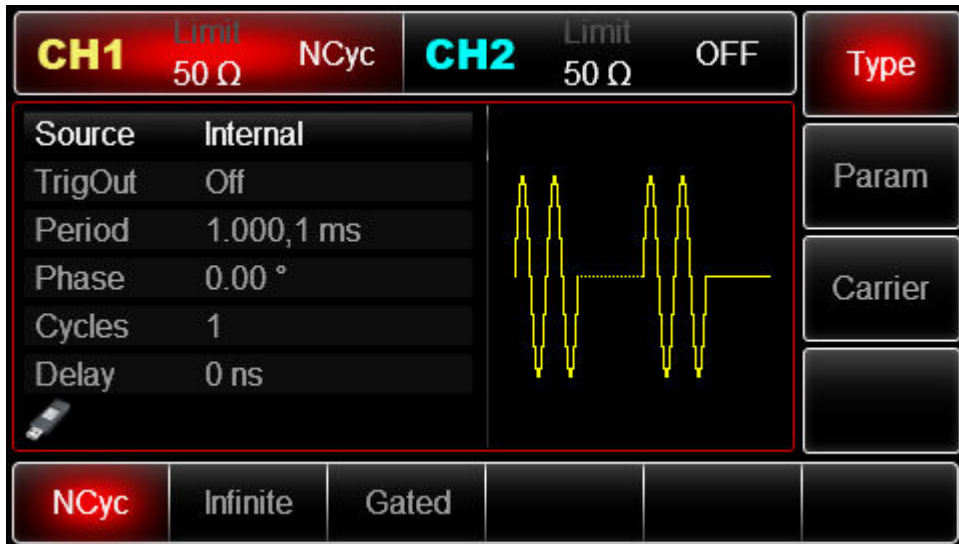 CH1 Limit 50 Ω NCyc CH2 Limit 50 Ω OFF Type
Source Internal
TrigOut Off
Period 1.000,1 ms
Phase 0.00 °
Cycles 1
Delay 0 ns
Param
Carrier
NCyc Infinite Gated